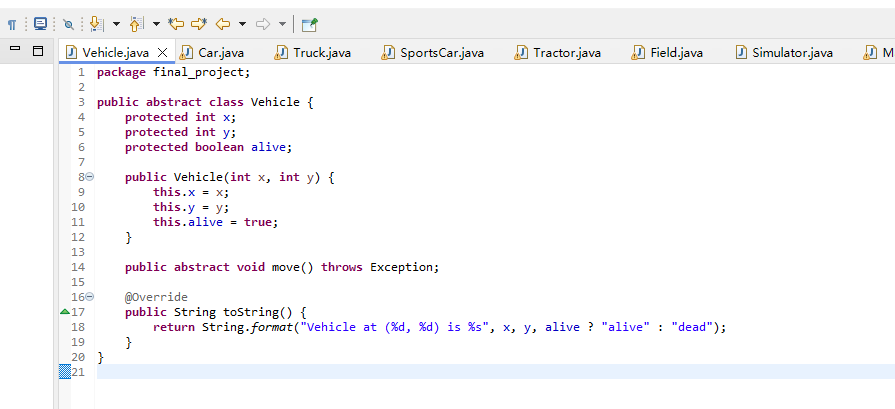 Vehicle.java
Car.java
Truck.java
SportsCar.java
Tractor.java
Field.java
Simulator.java
M
1 package final_project;
2
3 public abstract class Vehicle {
4     protected int x;
5     protected int y;
6     protected boolean alive;
7
8     public Vehicle(int x, int y) {
9         this.x = x;
10         this.y = y;
11         this.alive = true;
12     }
13
14     public abstract void move() throws Exception;
15
16     @Override
17     public String toString() {
18         return String.format("Vehicle at (%d, %d) is %s", x, y, alive ? "alive" : "dead");
19     }
20 }
21